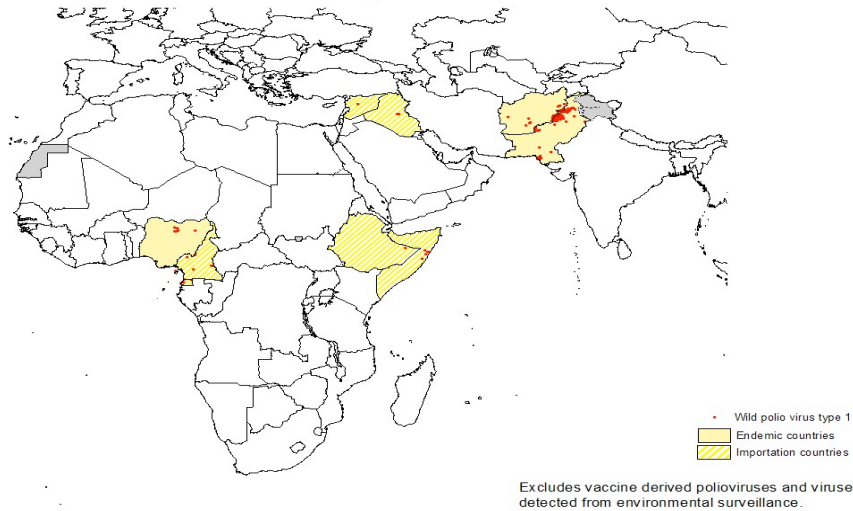 Wild polio virus type 1
Endemic countries
Importation countries
Excludes vaccine derived polioviruses and viruse
detected from environmental surveillance.